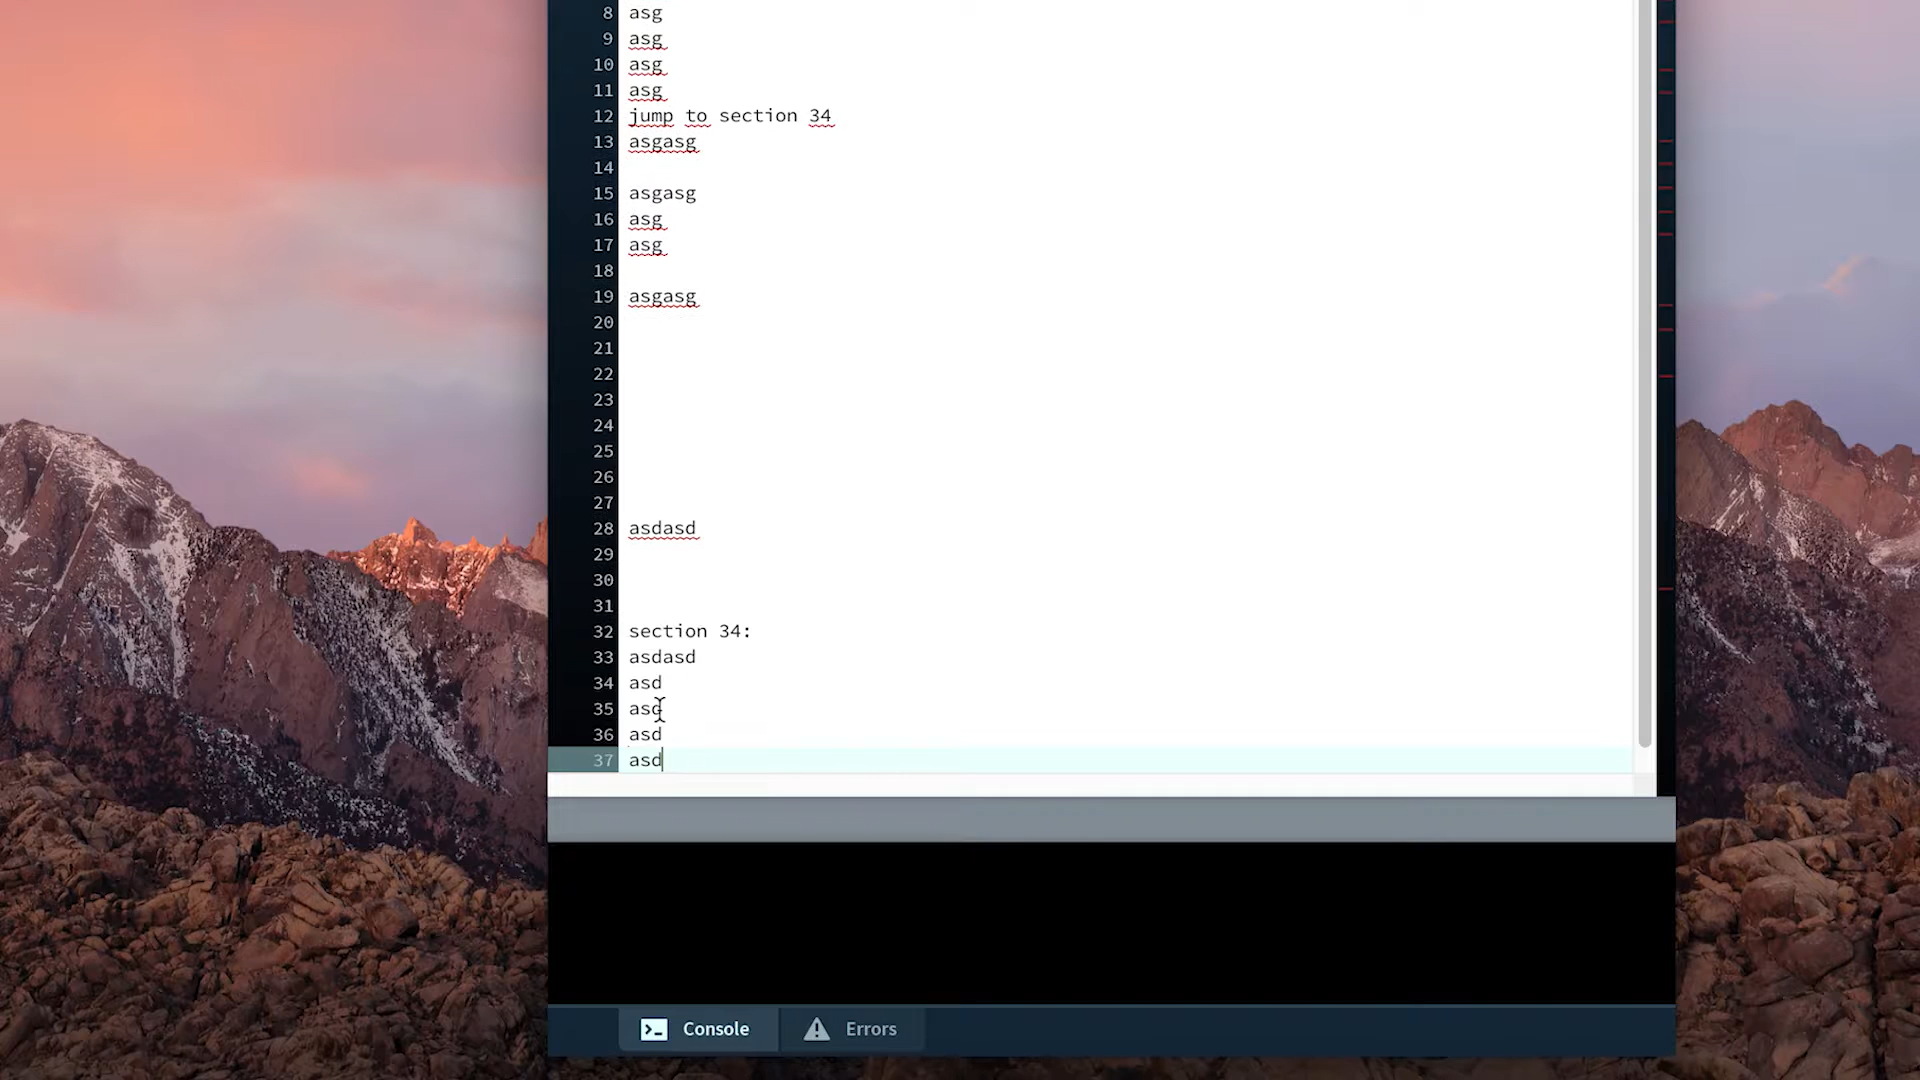 8 asg
9 asg
10 asg
11 asg
12 jump to section 34
13 asgasg
14
15 asgasg
16 asg
17 asg
18
19 asgasg
20
21
22
23
24
25
26
27
28 asdasd
29
30
31
32 section 34:
33 asdasd
34 asd
35 asd
36 asd
37 asd
Console Errors